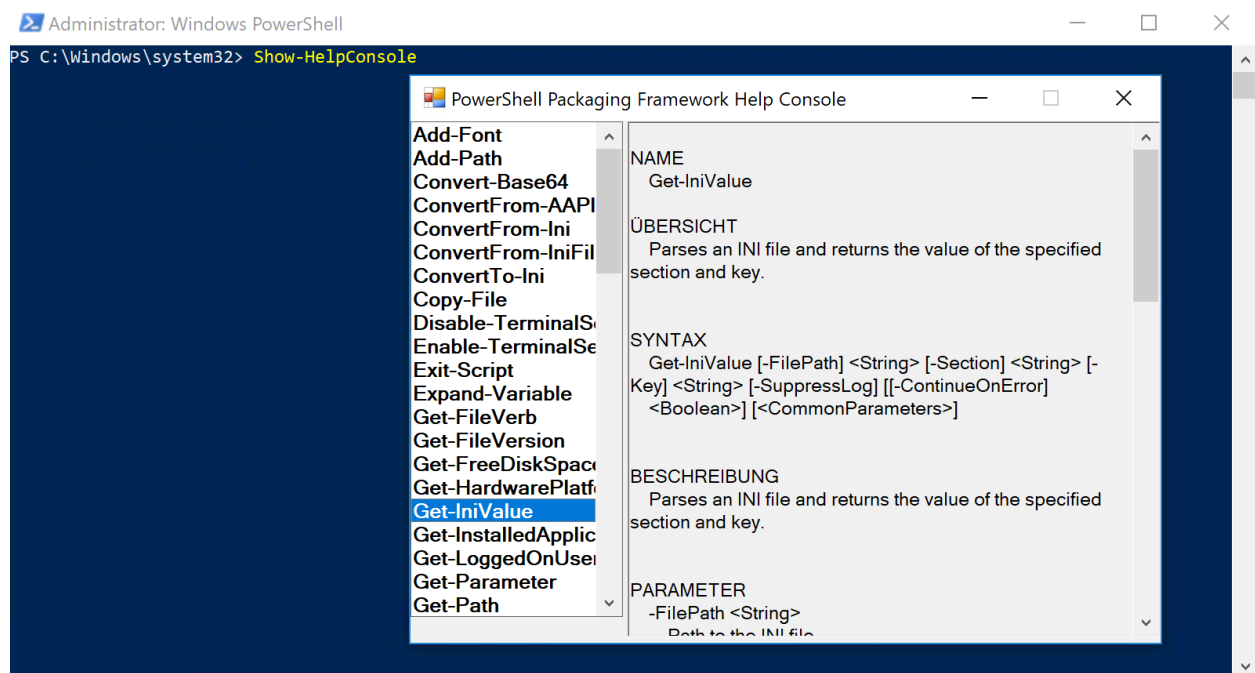 Administrator: Windows PowerShell
PS C:\Windows\system32> Show-HelpConsole
PowerShell Packaging Framework Help Console
Add-Font
Add-Path
Convert-Base64
ConvertFrom-AAPI
ConvertFrom-Ini
ConvertFrom-IniFil
ConvertTo-Ini
Copy-File
Disable-TerminalS
Enable-TerminalSe
Exit-Script
Expand-Variable
Get-FileVerb
Get-FileVersion
Get-FreeDiskSpac
Get-HardwarePlatf
Get-IniValue
Get-InstalledApplic
Get-LoggedOnUse
Get-Parameter
Get-Path
NAME
Get-IniValue
ÜBERSICHT
Parses an INI file and returns the value of the specified
section and key.
SYNTAX
Get-IniValue [-FilePath] <String> [-Section] <String> [-
Key] <String> [-SuppressLog] [[-ContinueOnError]
<Boolean>] [<CommonParameters>]
BESCHREIBUNG
Parses an INI file and returns the value of the specified
section and key.
PARAMETER
-FilePath <String>
Path to the INI file